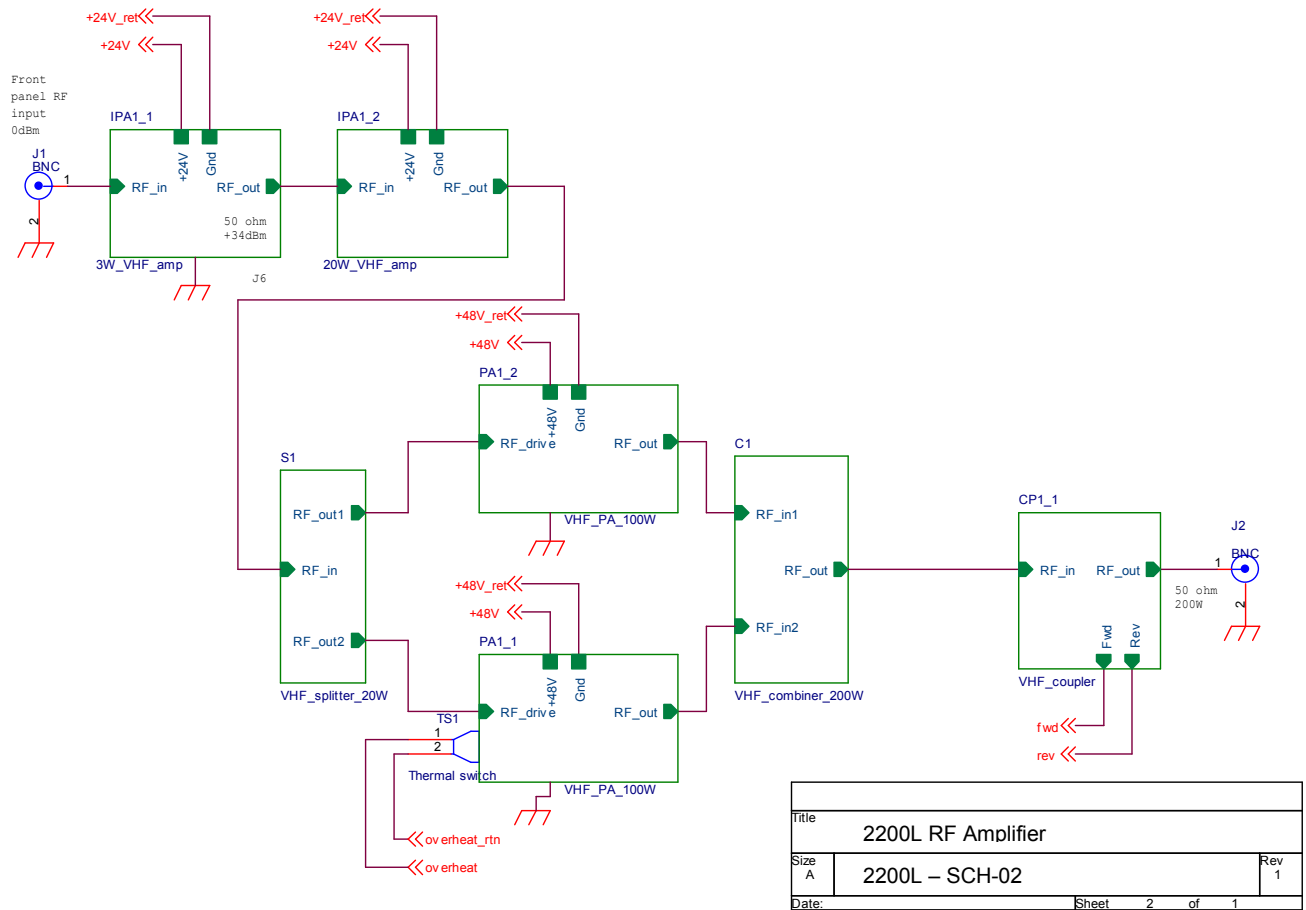 +24V_ret
+24V
+24V_ret
+24V
Front
panel RF
input
0dBm
IPA1_1
IPA1_2
J1
BNC
1
2
+24V
Gnd
RF_in
RF_out
50 ohm
+34dBm
3W_VHF_amp
J6
+24V
Gnd
RF_in
RF_out
20W_VHF_amp
+48V_ret
+48V
PA1_2
+48V
Gnd
RF_drive
RF_out
VHF_PA_100W
S1
RF_out1
RF_in
RF_out2
VHF_splitter_20W
+48V_ret
+48V
PA1_1
+48V
Gnd
RF_drive
RF_out
VHF_PA_100W
TS1
1
2
Thermal switch
overheat_rtn
overheat
C1
RF_in1
RF_out
RF_in2
VHF_combiner_200W
CP1_1
RF_in
RF_out
Fwd
Rev
VHF_coupler
fwd
rev
J2
BNC
1
2
50 ohm
200W
Title
2200L RF Amplifier
Size
A
2200L – SCH-02
Rev
1
Date:
Sheet 2 of 1